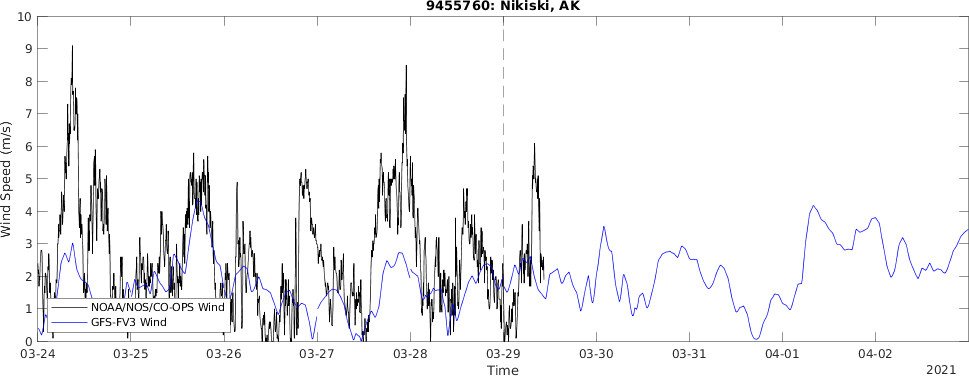 9455760: Nikiski, AK
Wind Speed (m/s)
10
9
8
7
6
5
4
3
2
1
0
NOAA/NOS/CO-OPS Wind
GFS-FV3 Wind
03-24 03-25 03-26 03-27 03-28 03-29 03-30 03-31 04-01 04-02
Time
2021